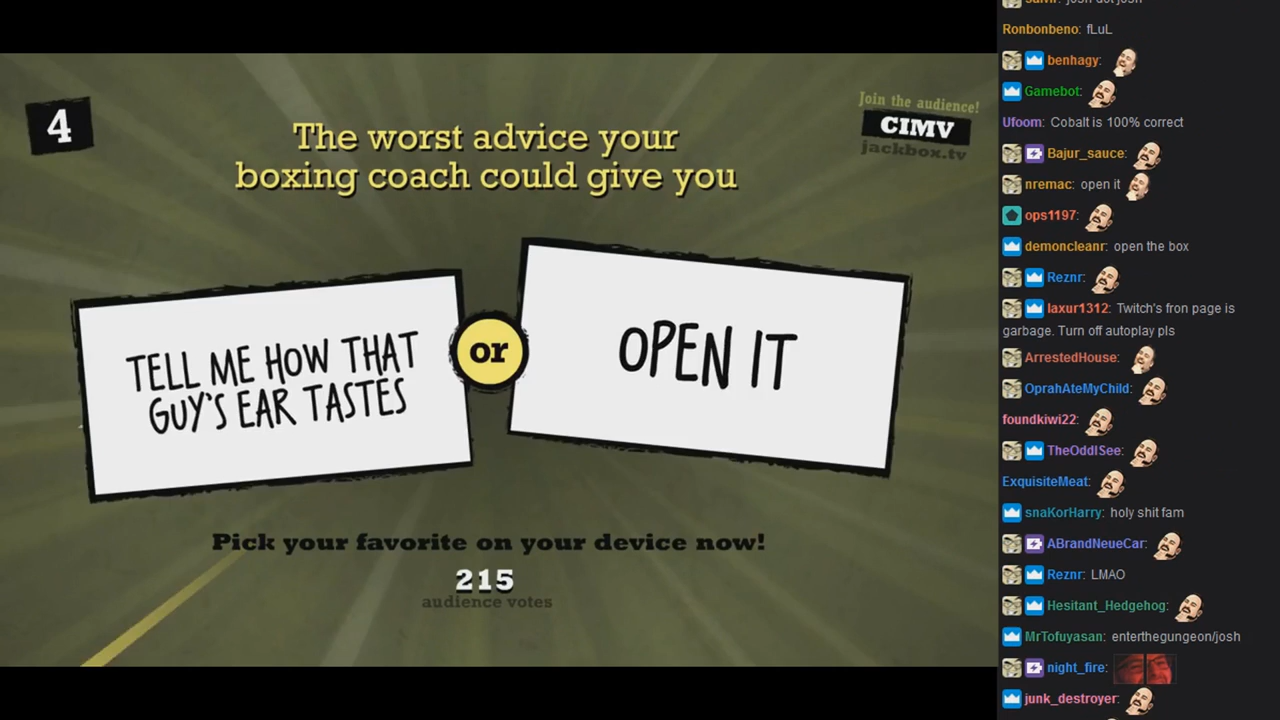 4
The worst advice your
boxing coach could give you
Join the audience!
CIMV
jackbox.tv
TELL ME HOW THAT
GUY'S EAR TASTES
or
OPEN IT
Pick your favorite on your device now!
215
audience votes
Ronbonbeno: fLuL
benhagy:
Gamebot:
Ufoom: Cobalt is 100% correct
Bajur_sauce:
nremac: open it
ops1197:
demoncleanr: open the box
Reznr:
laxur1312: Twitch's fron page is
garbage. Turn off autoplay pls
ArrestedHouse:
OprahAteMyChild:
foundkiwi22:
TheOddISee:
ExquisiteMeat:
snaKorHarry: holy shit fam
ABrandNeueCar:
Reznr: LMAO
Hesitant_Hedgehog:
MrTofuyasan: enterthegungeon/josh
night_fire:
junk_destroyer: